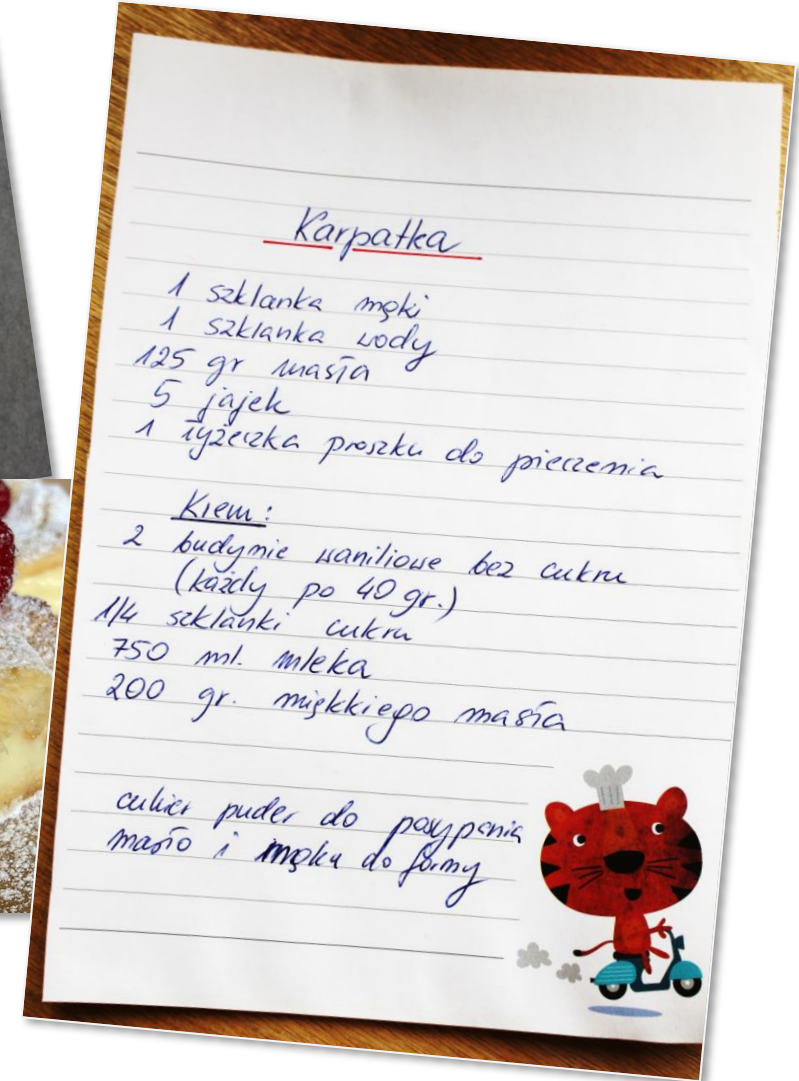 Karpatka
1 szklanka mąki
1 szklanka wody
125 gr masła
5 jajek
1 łyżeczka proszku do pieczenia
Krem:
2 budynie waniliowe bez cukru
(każdy po 40 gr.)
1/4 szklanki cukru
750 ml. mleka
200 gr. miękkiego masła
cukier puder do posypania
masło i mąka do formy